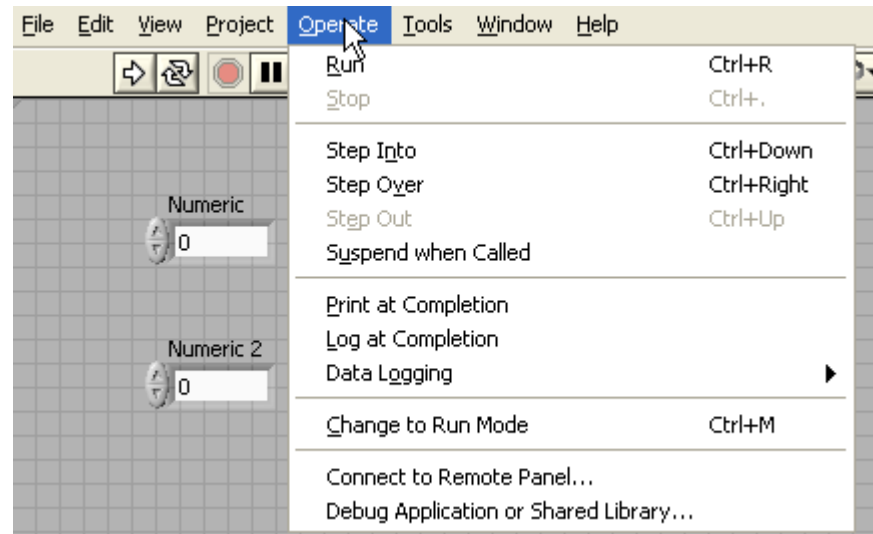 File Edit View Project Operate Tools Window Help
Run Ctrl+R
Stop Ctrl+.
Step Into Ctrl+Down
Step Over Ctrl+Right
Step Out Ctrl+Up
Suspend when Called
Print at Completion
Log at Completion
Data Logging
Change to Run Mode Ctrl+M
Connect to Remote Panel...
Debug Application or Shared Library...
Numeric
0
Numeric 2
0